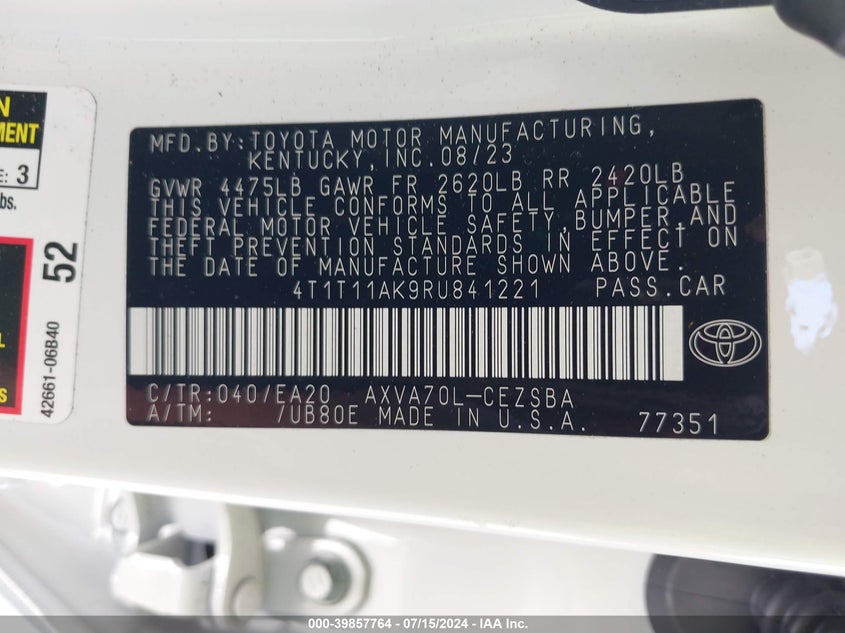 N
MENT
E: 3
bs.
L
S
42661-06B40
52
MFD. BY: TOYOTA MOTOR MANUFACTURING,
KENTUCKY, INC. 08/23
GVWR 4475LB GAWR FR 2620LB RR 2420LB
THIS VEHICLE CONFORMS TO ALL APPLICABLE
FEDERAL MOTOR VEHICLE SAFETY, BUMPER, AND
THEFT PREVENTION STANDARDS IN EFFECT ON
THE DATE OF MANUFACTURE SHOWN ABOVE.
4T1T11AK9RU841221 PASS. CAR
C/TR: 040/EA20 AXVA70L-CEZSBA
A/TM: 7UB80E MADE IN U.S.A. 77351
000-39857764 - 07/15/2024 - IAA Inc.